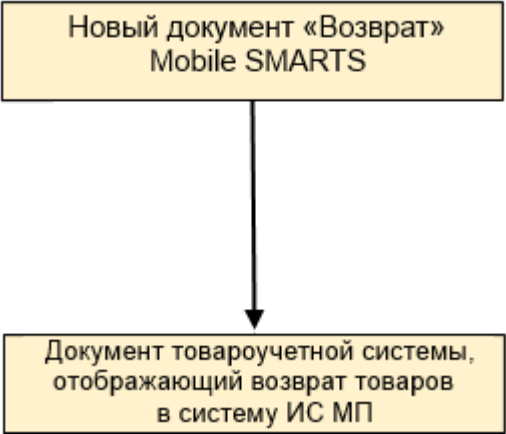 Новый документ «Возврат»
Mobile SMARTS
Документ товароучетной системы,
отображающий возврат товаров
в систему ИС МП